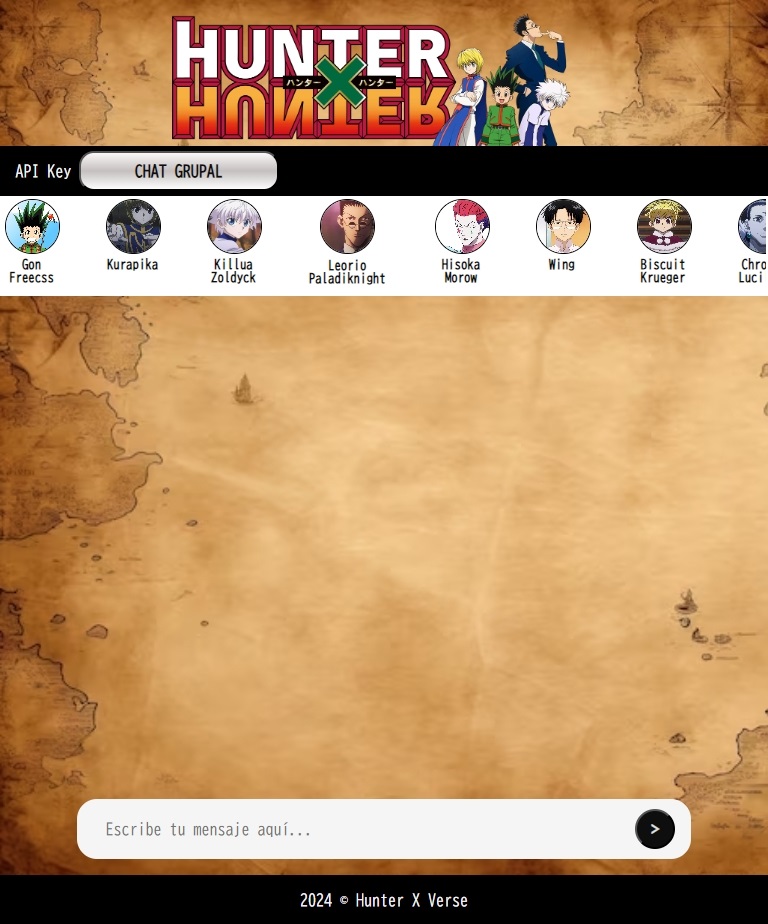 HUNTER
ハンター ハンター
HUNTER
API Key CHAT GRUPAL
Gon
Freecss
Kurapika
Killua
Zoldyck
Leorio
Paladiknight
Hisoka
Morow
Wing
Biscuit
Krueger
Chro
Luci
Escribe tu mensaje aquí...
>
2024 © Hunter X Verse